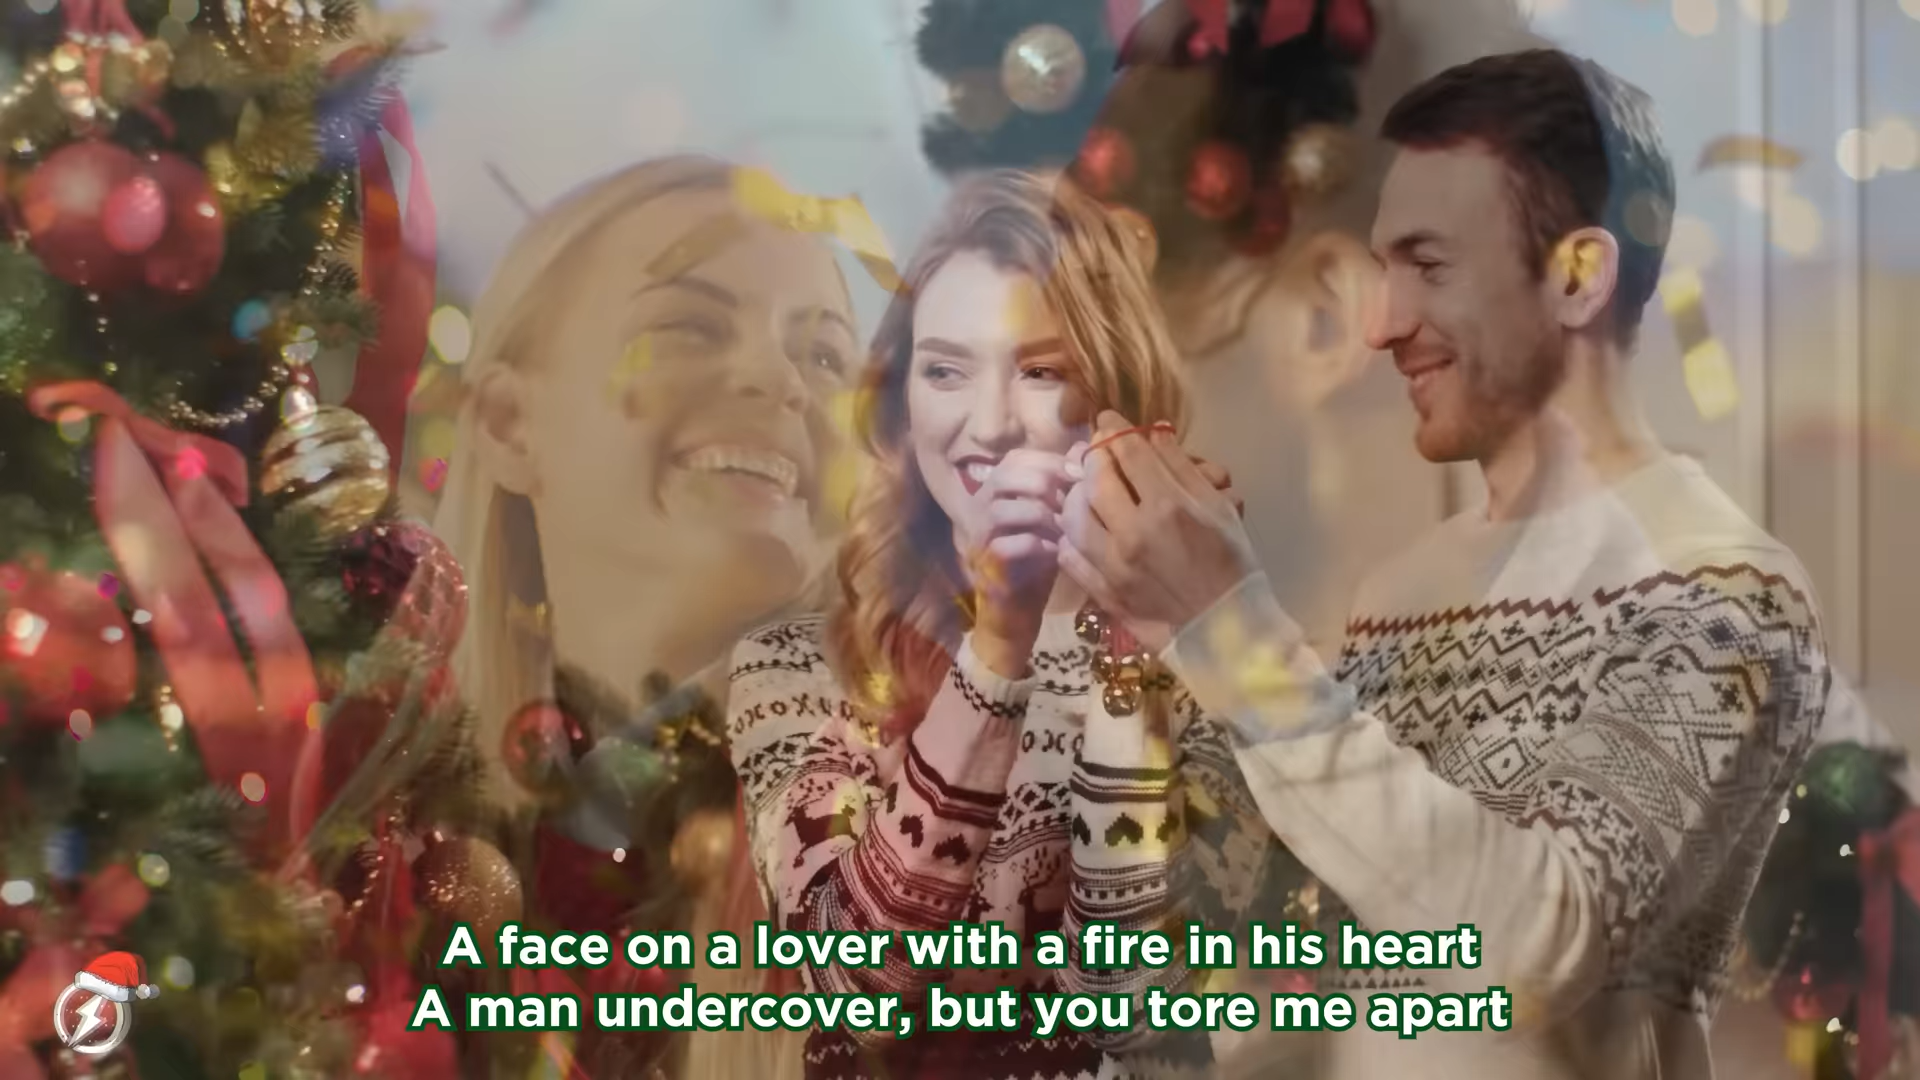 A face on a lover with a fire in his heart
A man undercover, but you tore me apart